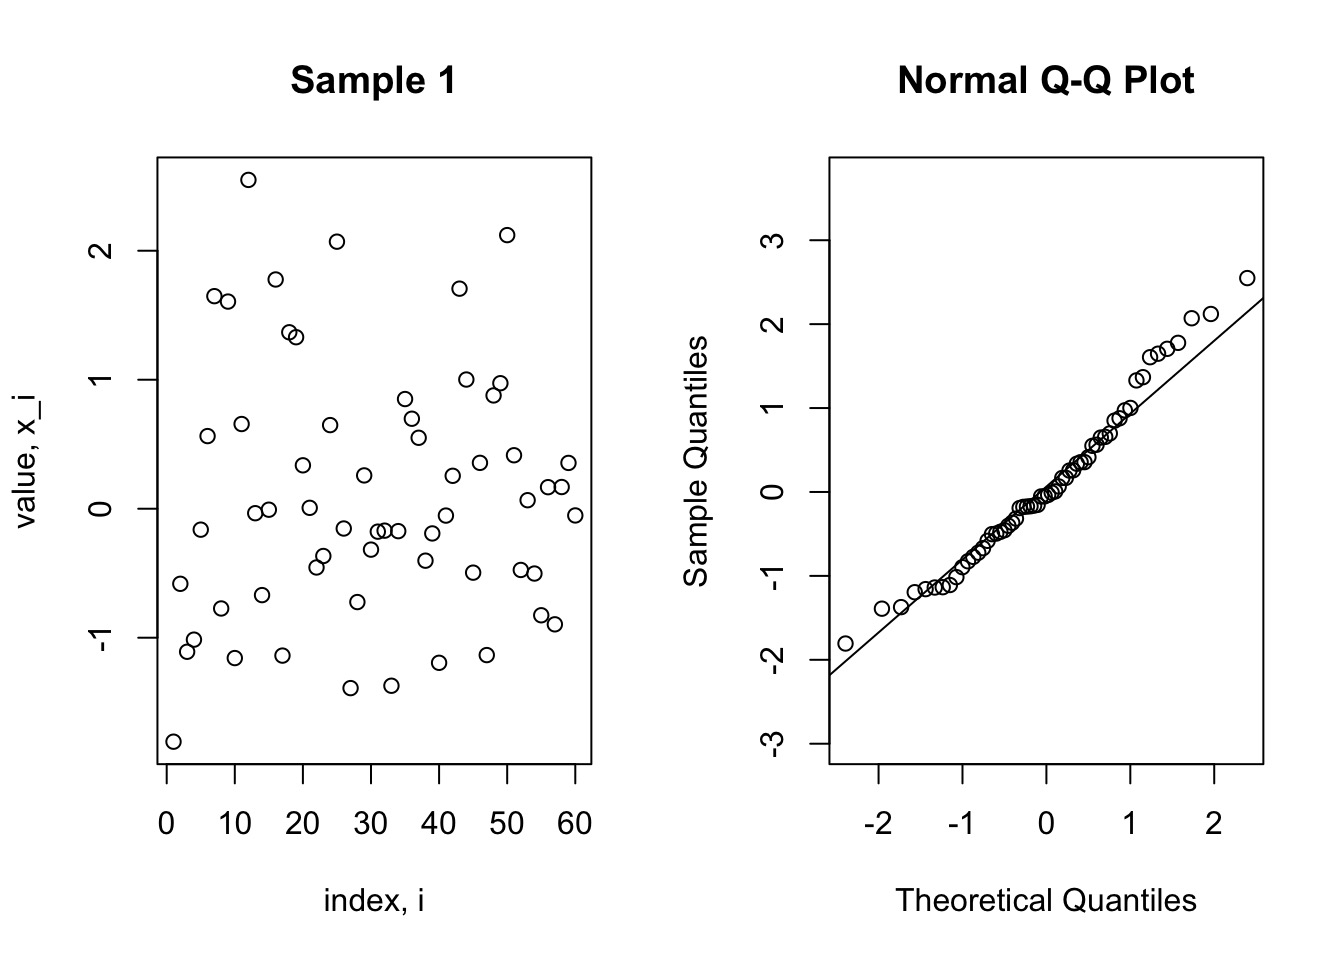 Sample 1
value, x_i
2
1
0
-1
0 10 20 30 40 50 60
index, i
Normal Q-Q Plot
Sample Quantiles
3
2
1
0
-1
-2
-3
-2 -1 0 1 2
Theoretical Quantiles